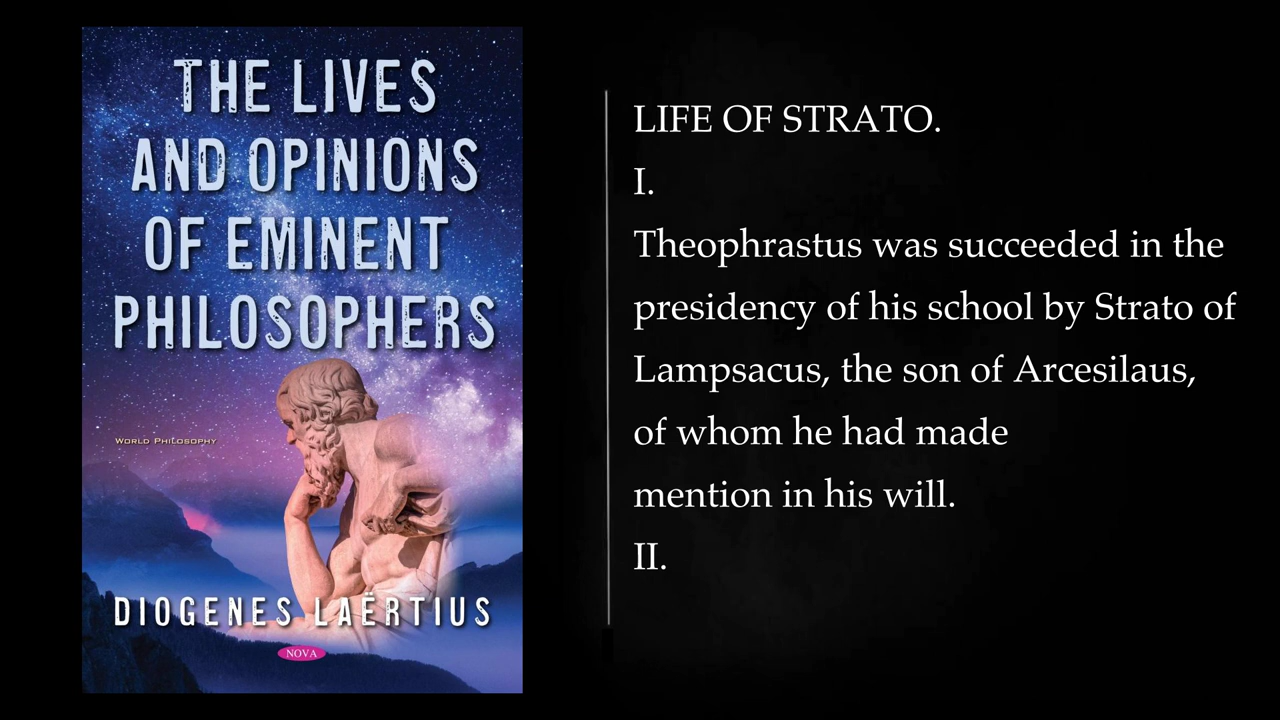 THE LIVES
AND OPINIONS
OF EMINENT
PHILOSOPHERS
WORLD PHILOSOPHY
DIOGENES LAËRTIUS
NOVA
LIFE OF STRATO.
I.
Theophrastus was succeeded in the
presidency of his school by Strato of
Lampsacus, the son of Arcesilaus,
of whom he had made
mention in his will.
II.